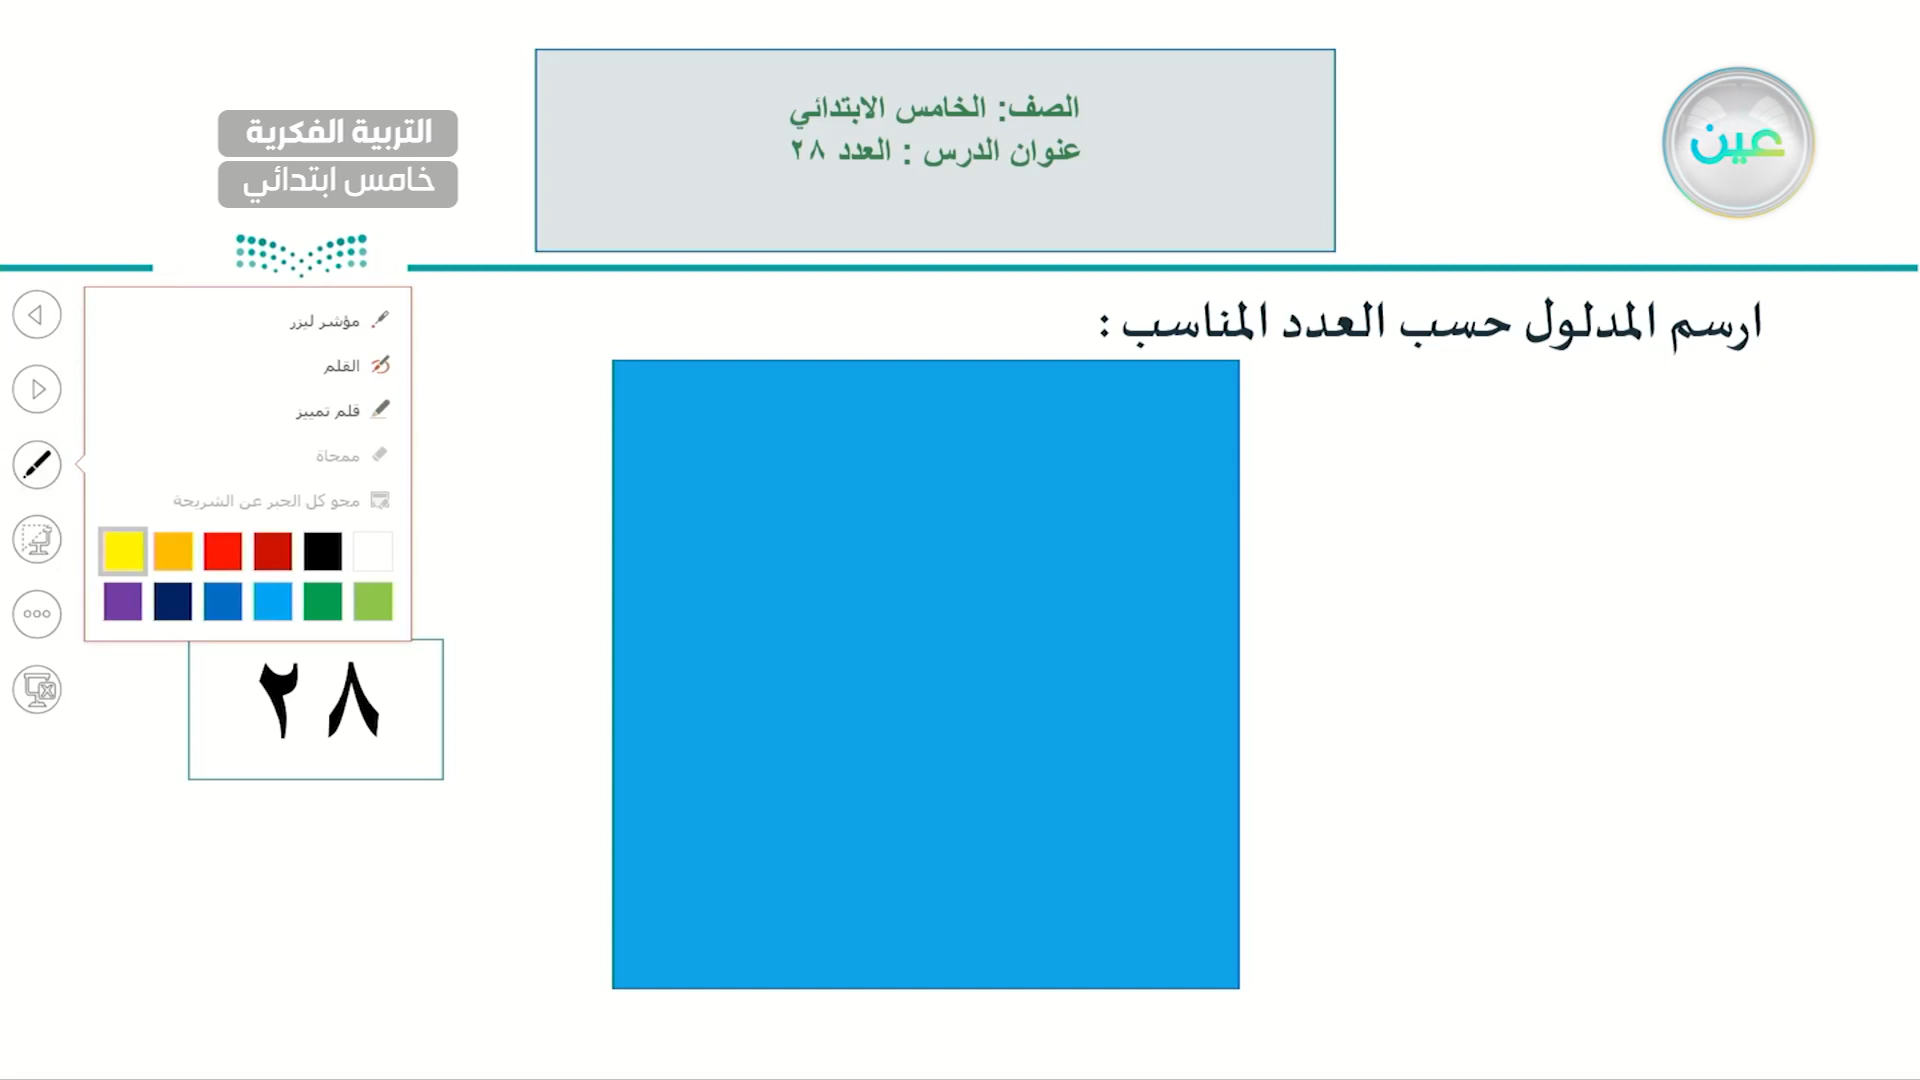 الصف: الخامس الابتدائي
عنوان الدرس : العدد ٢٨
عين
التربية الفكرية
خامس ابتدائي
ارسم المدلول حسب العدد المناسب :
مؤشر ليزر
القلم
قلم تمييز
ممحاة
محو كل الحبر عن الشريحة
٢٨